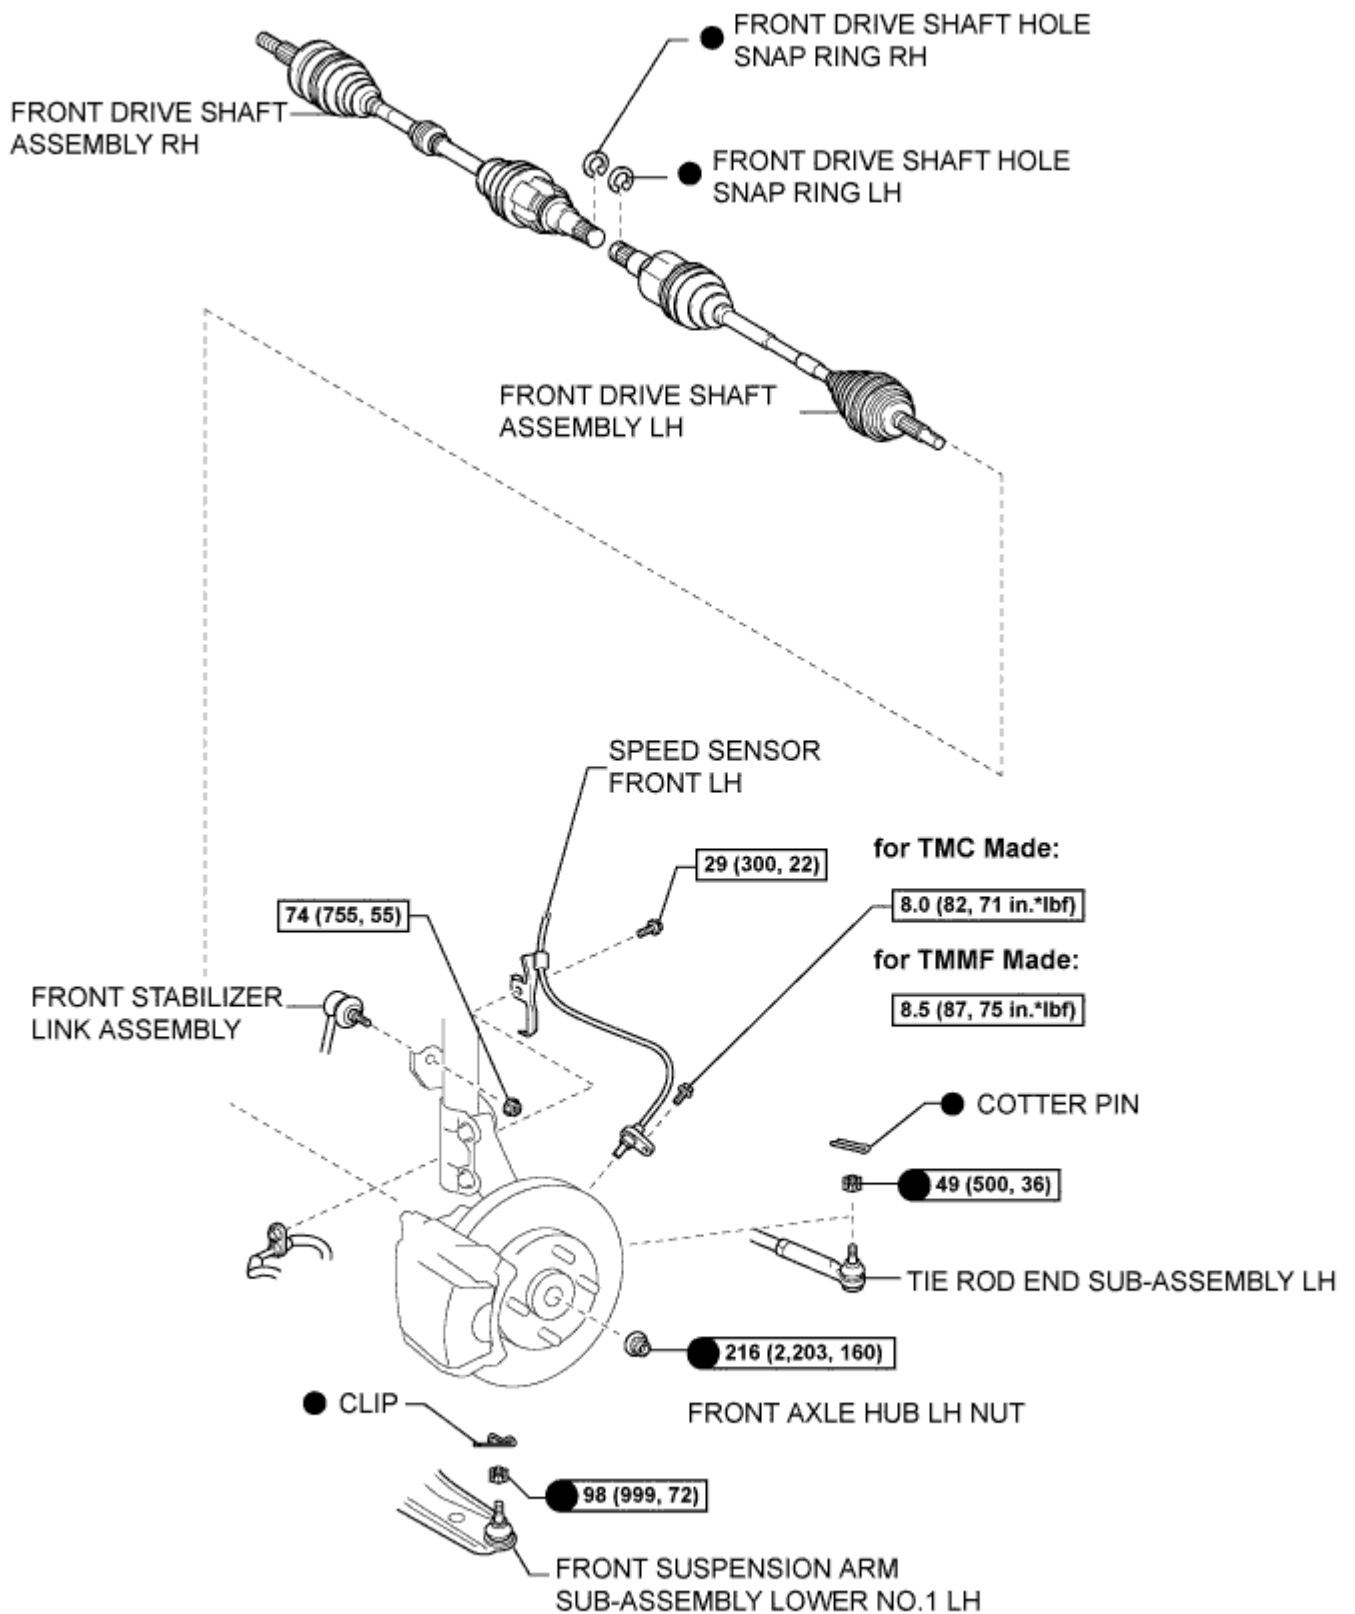 FRONT DRIVE SHAFT HOLE
SNAP RING RH
FRONT DRIVE SHAFT
ASSEMBLY RH
FRONT DRIVE SHAFT HOLE
SNAP RING LH
FRONT DRIVE SHAFT
ASSEMBLY LH
SPEED SENSOR
FRONT LH
for TMC Made:
29 (300, 22)
8.0 (82, 71 in.*lbf)
74 (755, 55)
for TMMF Made:
8.5 (87, 75 in.*lbf)
FRONT STABILIZER
LINK ASSEMBLY
COTTER PIN
49 (500, 36)
TIE ROD END SUB-ASSEMBLY LH
216 (2,203, 160)
FRONT AXLE HUB LH NUT
CLIP
98 (999, 72)
FRONT SUSPENSION ARM
SUB-ASSEMBLY LOWER NO.1 LH